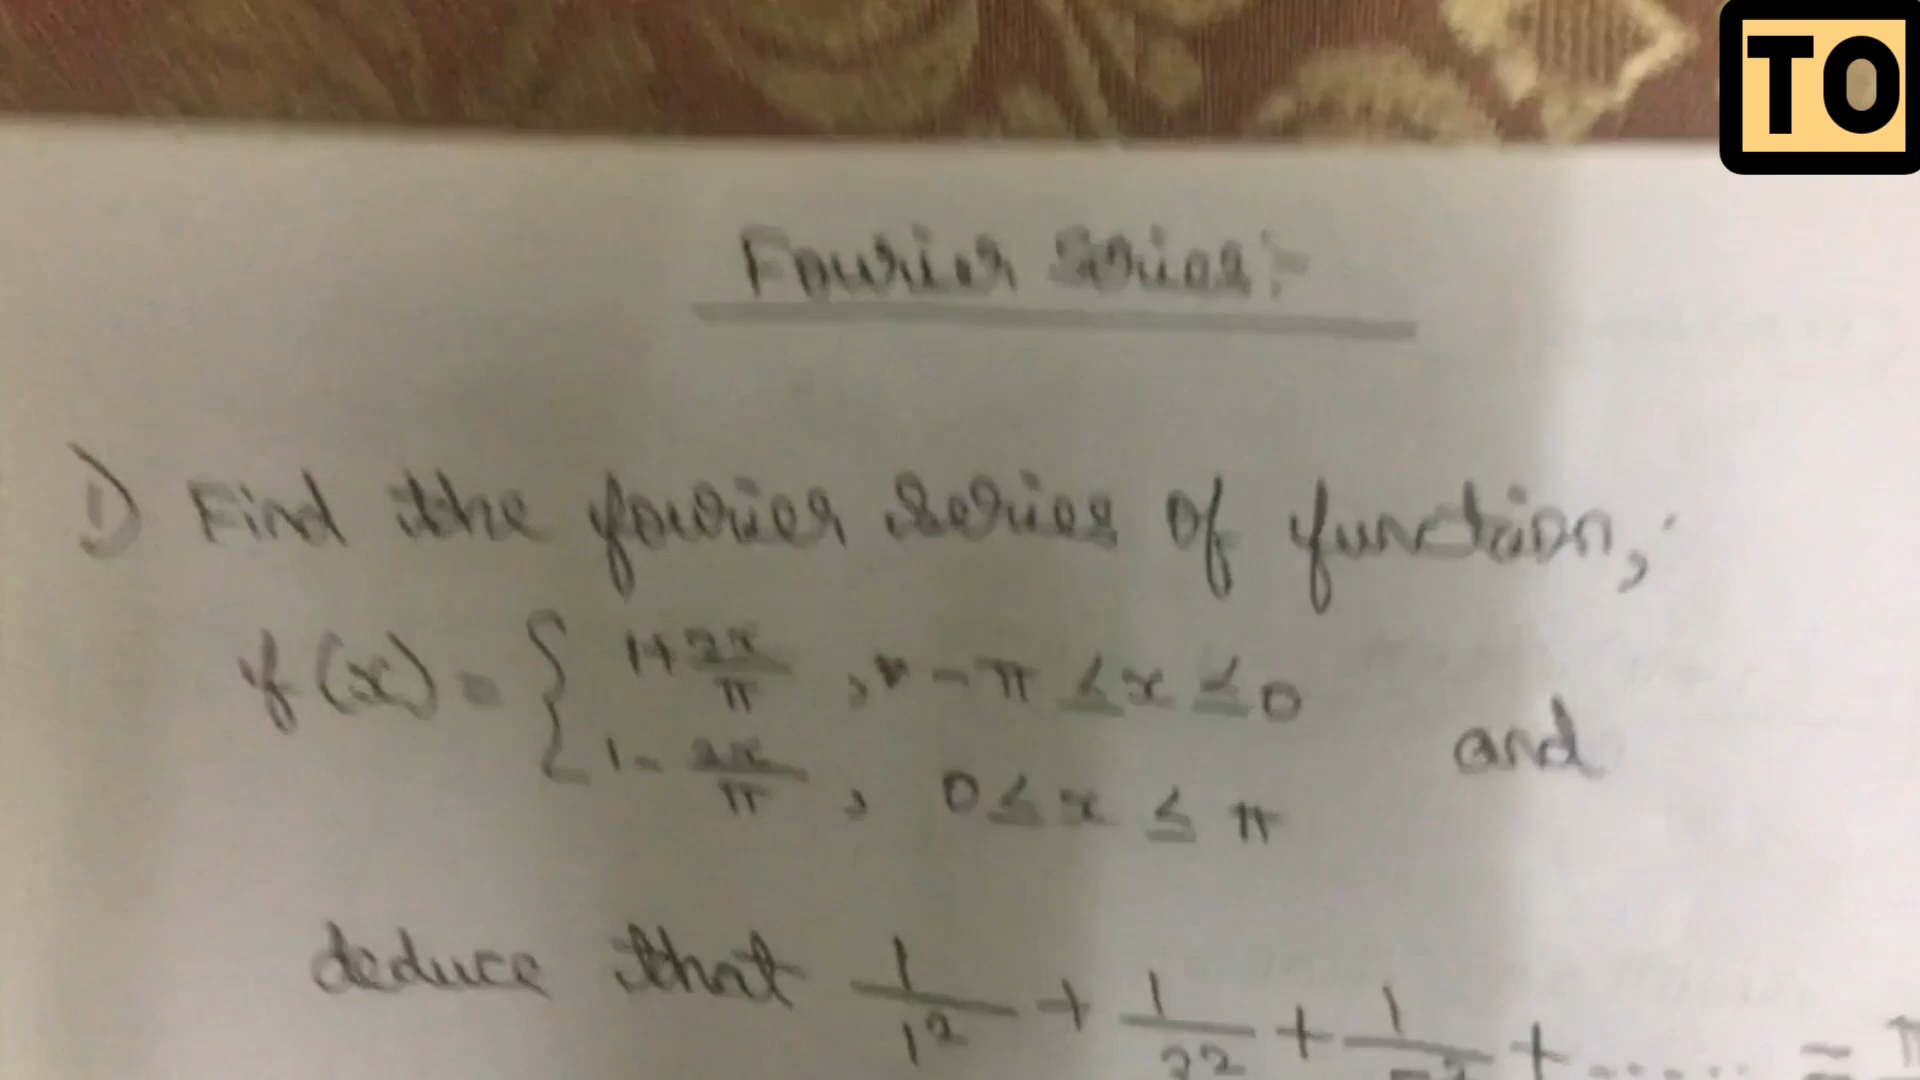 TO
Fourier Series:-
1) Find the fourier series of function,
f(x) = { 1+ 2x/π , -π ≤ x ≤ 0
1- 2x/π , 0 ≤ x ≤ π and
deduce that 1/1² + 1/32 + 1/ + ..... = π